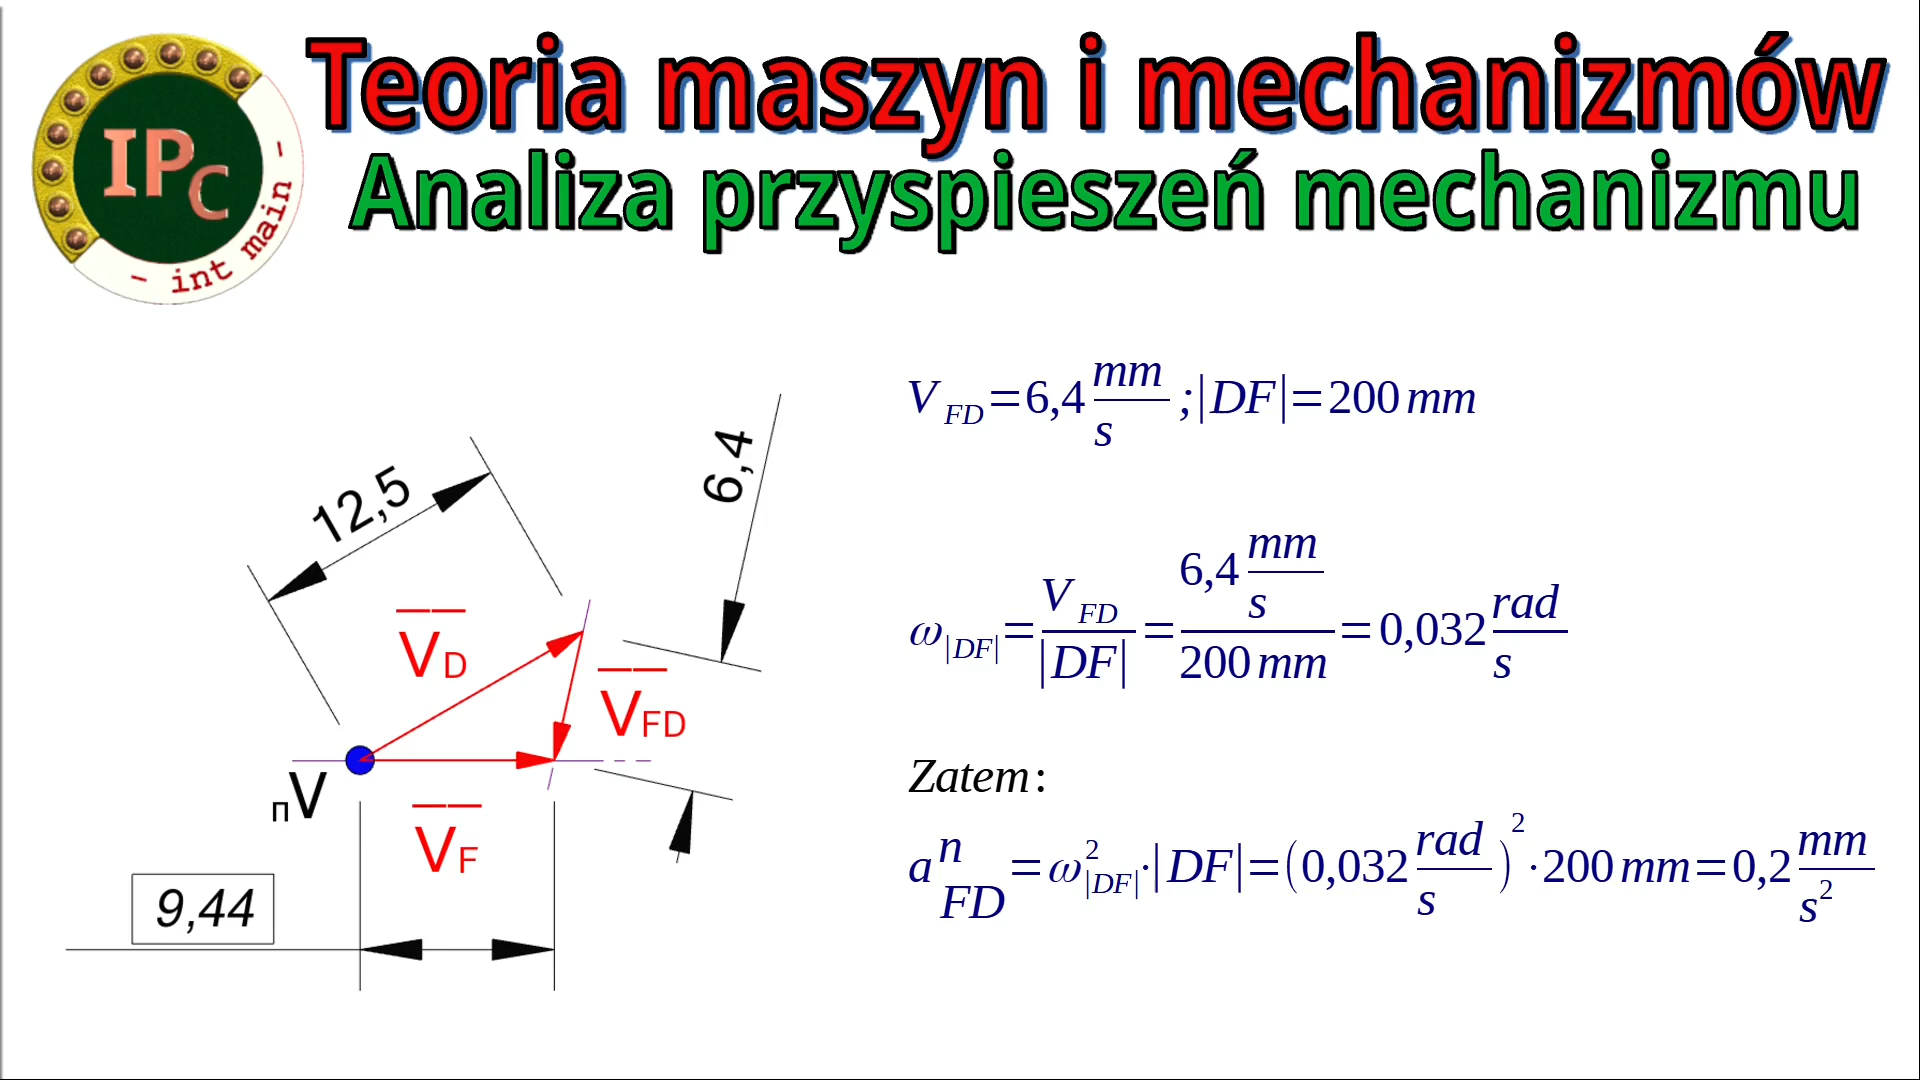 Teoria maszyn i mechanizmów
Analiza przyspieszeń mechanizmu
IPC
- int main -
V_FD = 6,4 mm/s ; |DF| = 200 mm
12,5
6,4
V_D
V_FD
ω_|DF| = V_FD/|DF| = 6,4 mm/s / 200 mm = 0,032 rad/s
пV
V_F
Zatem:
a^n_FD = ω²_|DF| · |DF| = (0,032 rad/s)² · 200 mm = 0,2 mm/s²
9,44